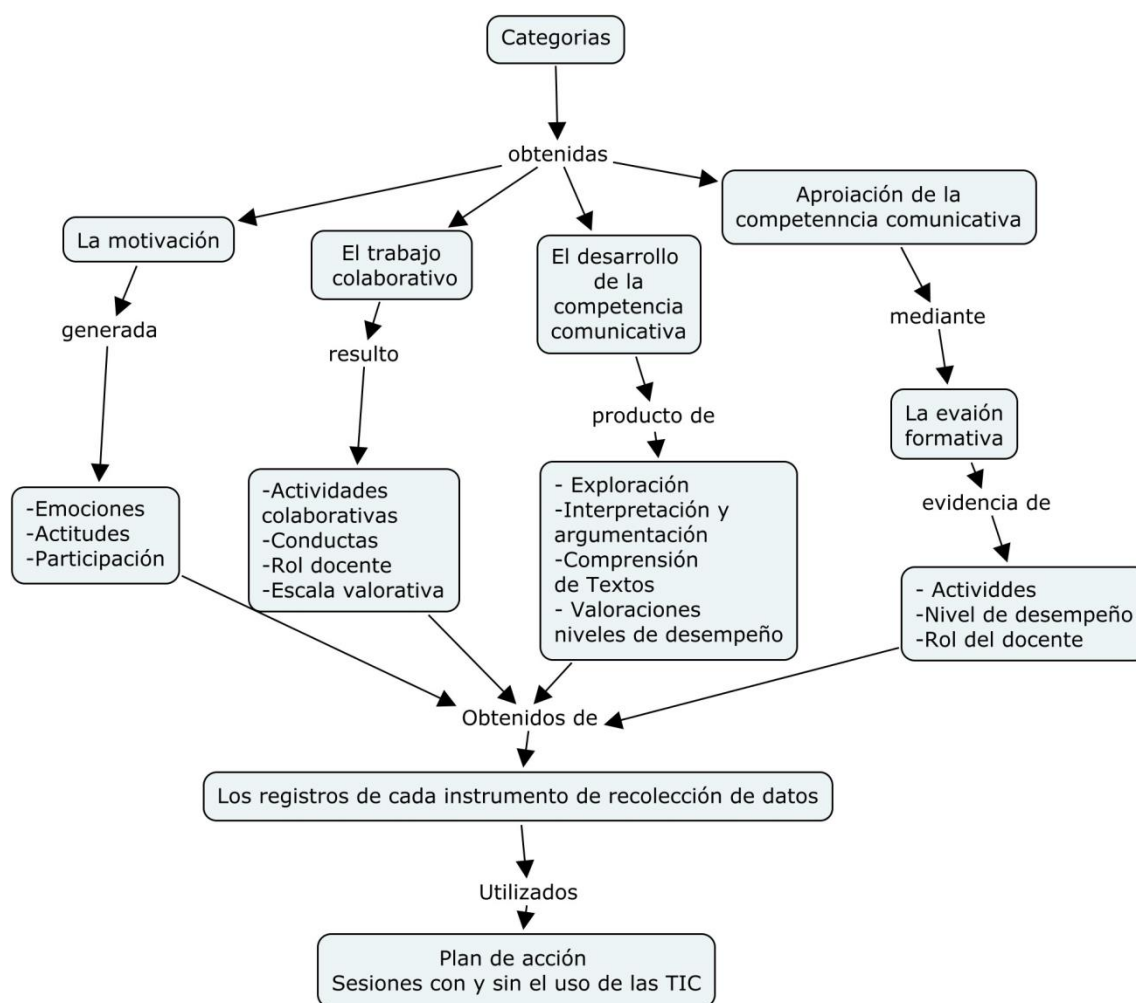 Categorias
obtenidas
La motivación
El trabajo
colaborativo
El desarrollo
de la
competencia
comunicativa
Aproiación de la
competenncia comunicativa
generada
resulto
producto de
mediante
La evaión
formativa
evidencia de
-Emociones
-Actitudes
-Participación
-Actividades
colaborativas
-Conductas
-Rol docente
-Escala valorativa
- Exploración
-Interpretación y
argumentación
-Comprensión
de Textos
- Valoraciones
niveles de desempeño
- Actividdes
-Nivel de desempeño
-Rol del docente
Obtenidos de
Los registros de cada instrumento de recolección de datos
Utilizados
Plan de acción
Sesiones con y sin el uso de las TIC